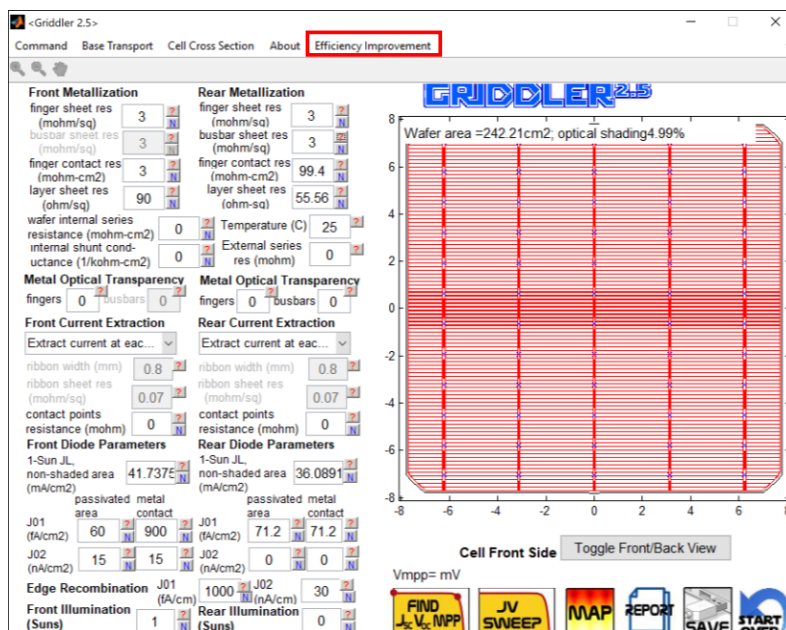 <Griddler 2.5>
Command Base Transport Cell Cross Section About Efficiency Improvement
GRIDDLER 2.5
Front Metallization Rear Metallization
finger sheet res (mohm/sq) 3 ? N finger sheet res (mohm/sq) 3 ? N
busbar sheet res (mohm/sq) 3 ? N busbar sheet res (mohm/sq) 3 N
finger contact res (mohm-cm2) 3 ? N finger contact res (mohm-cm2) 99.4 ? N
layer sheet res (ohm/sq) 90 ? N layer sheet res (ohm-sq) 55.56 ? N
wafer internal series resistance (mohm-cm2) 0 ? N Temperature (C) 25 ?
internal shunt cond-uctance (1/kohm-cm2) 0 ? N External series res (mohm) 0 ?
Metal Optical Transparency Metal Optical Transparency
fingers 0 ? busbars 0 ? fingers 0 ? busbars 0 ?
Front Current Extraction Rear Current Extraction
Extract current at eac... Extract current at eac...
ribbon width (mm) 0.8 ? ribbon width (mm) 0.8 ?
ribbon sheet res (mohm/sq) 0.07 ? ribbon sheet res (mohm/sq) 0.07 ?
contact points resistance (mohm) 0 ? N contact points resistance (mohm) 0 ? N
Front Diode Parameters Rear Diode Parameters
1-Sun JL, non-shaded area (mA/cm2) 41.7375 ? N 1-Sun JL, non-shaded area (mA/cm2) 36.0891 ? N
passivated area metal contact passivated area metal contact
J01 (fA/cm2) 60 ? N 900 ? N J01 (fA/cm2) 71.2 ? N 71.2 ? N
J02 (nA/cm2) 15 ? N 15 ? N J02 (nA/cm2) 0 ? N 0 ? N
Edge Recombination J01 (fA/cm) 1000 ? N J02 (nA/cm) 30 ? N
Front Illumination (Suns) 1 ? N Rear Illumination (Suns) 0 ? N
Wafer area =242.21cm2; optical shading4.99%
8
6
4
2
0
-2
-4
-6
-8
-8 -6 -4 -2 0 2 4 6 8
Cell Front Side Toggle Front/Back View
Vmpp= mV
FIND Jsc Voc MPP
JV SWEEP
MAP
REPORT
SAVE
START OVER